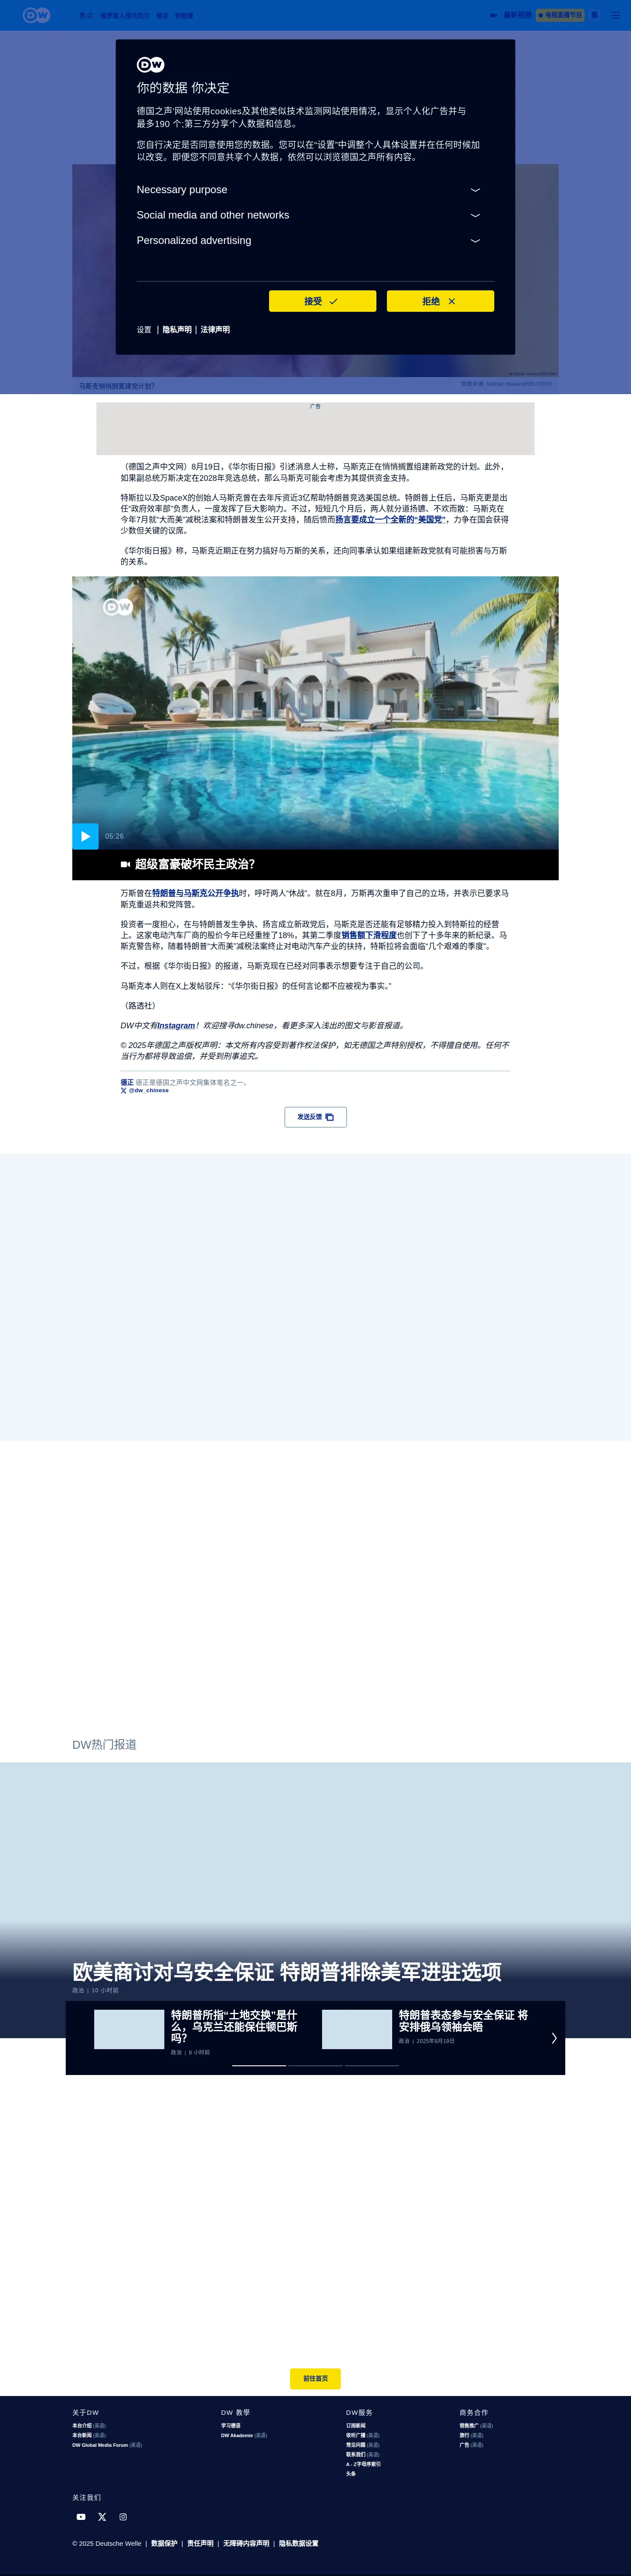 DW
热点
俄罗斯入侵乌克兰
普京
特朗普
最新视频
电视直播节目
简
DW
你的数据 你决定
德国之声'网站使用cookies及其他类似技术监测网站使用情况，显示个人化广告并与
最多190 个;第三方分享个人数据和信息。
您自行决定是否同意使用您的数据。您可以在“设置”中调整个人具体设置并在任何时候加
以改变。即便您不同意共享个人数据，依然可以浏览德国之声所有内容。
Necessary purpose
Social media and other networks
Personalized advertising
接受
拒绝
设置 | 隐私声明 | 法律声明
马斯克悄悄搁置建党计划？
广告
（德国之声中文网）8月19日，《华尔街日报》引述消息人士称，马斯克正在悄悄搁置组建新政党的计划。此外，
如果副总统万斯决定在2028年竞选总统，那么马斯克可能会考虑为其提供资金支持。
特斯拉以及SpaceX的创始人马斯克曾在去年斥资近3亿帮助特朗普竞选美国总统。特朗普上任后，马斯克更是出
任“政府效率部”负责人，一度发挥了巨大影响力。不过，短短几个月后，两人就分道扬镳、不欢而散：马斯克在
今年7月就“大而美”减税法案和特朗普发生公开支持，随后愤而扬言要成立一个全新的“美国党”，力争在国会获得
少数但关键的议席。
《华尔街日报》称，马斯克近期正在努力搞好与万斯的关系，还向同事承认如果组建新政党就有可能损害与万斯
的关系。
DW
05:26
超级富豪破坏民主政治？
万斯曾在特朗普与马斯克公开争执时，呼吁两人“休战”。就在8月，万斯再次重申了自己的立场，并表示已要求马
斯克重返共和党阵营。
投资者一度担心，在与特朗普发生争执、扬言成立新政党后，马斯克是否还能有足够精力投入到特斯拉的经营
上。这家电动汽车厂商的股价今年已经重挫了18%，其第二季度销售额下滑程度也创下了十多年来的新纪录。马
斯克警告称，随着特朗普“大而美”减税法案终止对电动汽车产业的扶持，特斯拉将会面临“几个艰难的季度”。
不过，根据《华尔街日报》的报道，马斯克现在已经对同事表示想要专注于自己的公司。
马斯克本人则在X上发帖驳斥：“《华尔街日报》的任何言论都不应被视为事实。”
（路透社）
DW中文有Instagram！欢迎搜寻dw.chinese，看更多深入浅出的图文与影音报道。
© 2025年德国之声版权声明：本文所有内容受到著作权法保护，如无德国之声特别授权，不得擅自使用。任何不
当行为都将导致追偿，并受到刑事追究。
德正 德正是德国之声中文网集体笔名之一。
@dw_chinese
发送反馈
DW热门报道
欧美商讨对乌安全保证 特朗普排除美军进驻选项
政治 | 10 小时前
特朗普所指“土地交换”是什
么，乌克兰还能保住顿巴斯
吗？
政治 | 8 小时前
特朗普表态参与安全保证 将
安排俄乌领袖会晤
政治 | 2025年8月19日
前往首页
关于DW
本台介绍 (英语)
本台新闻 (英语)
DW Global Media Forum (英语)
DW 教學
学习德语
DW Akademie (英语)
DW服务
订阅新闻
收听广播 (英语)
常见问题 (英语)
联系我们 (英语)
A - Z字母序索引
头条
商务合作
销售推广 (英语)
旅行 (英语)
广告 (英语)
关注我们
© 2025 Deutsche Welle | 数据保护 | 责任声明 | 无障碍内容声明 | 隐私数据设置